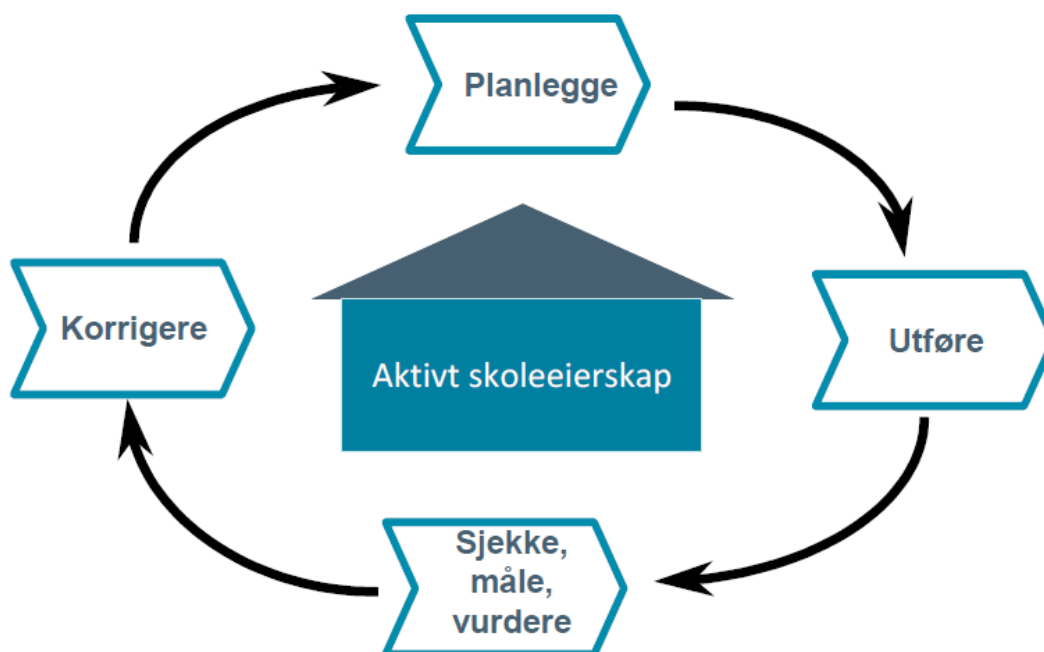 Planlegge
Utføre
Sjekke,
måle,
vurdere
Korrigere
Aktivt skoleeierskap